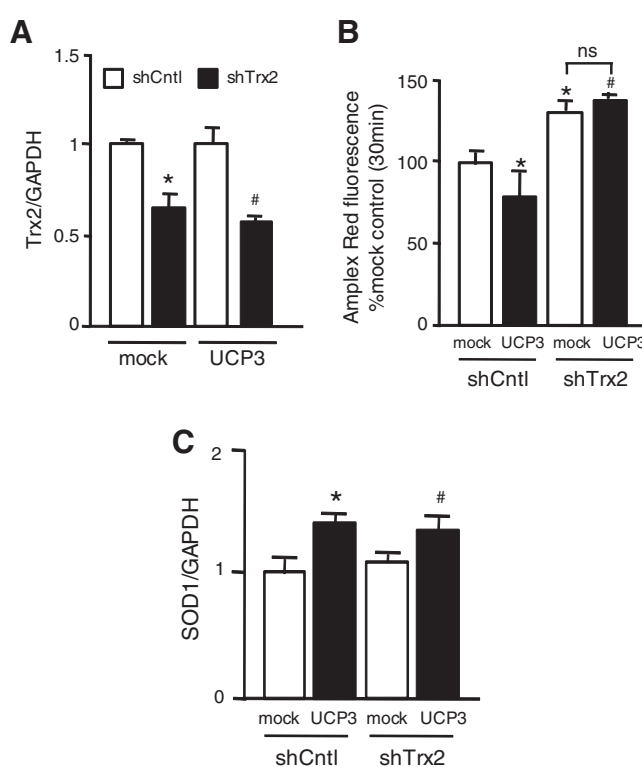 A
Trx2/GAPDH
1.5
1
0.5
0
shCntl
shTrx2
*
#
mock
UCP3
B
Amplex Red fluorescence
%mock control (30min)
150
100
50
0
ns
*
*
#
mock UCP3 mock UCP3
shCntl
shTrx2
C
SOD1/GAPDH
2
1
0
*
#
mock UCP3 mock UCP3
shCntl
shTrx2